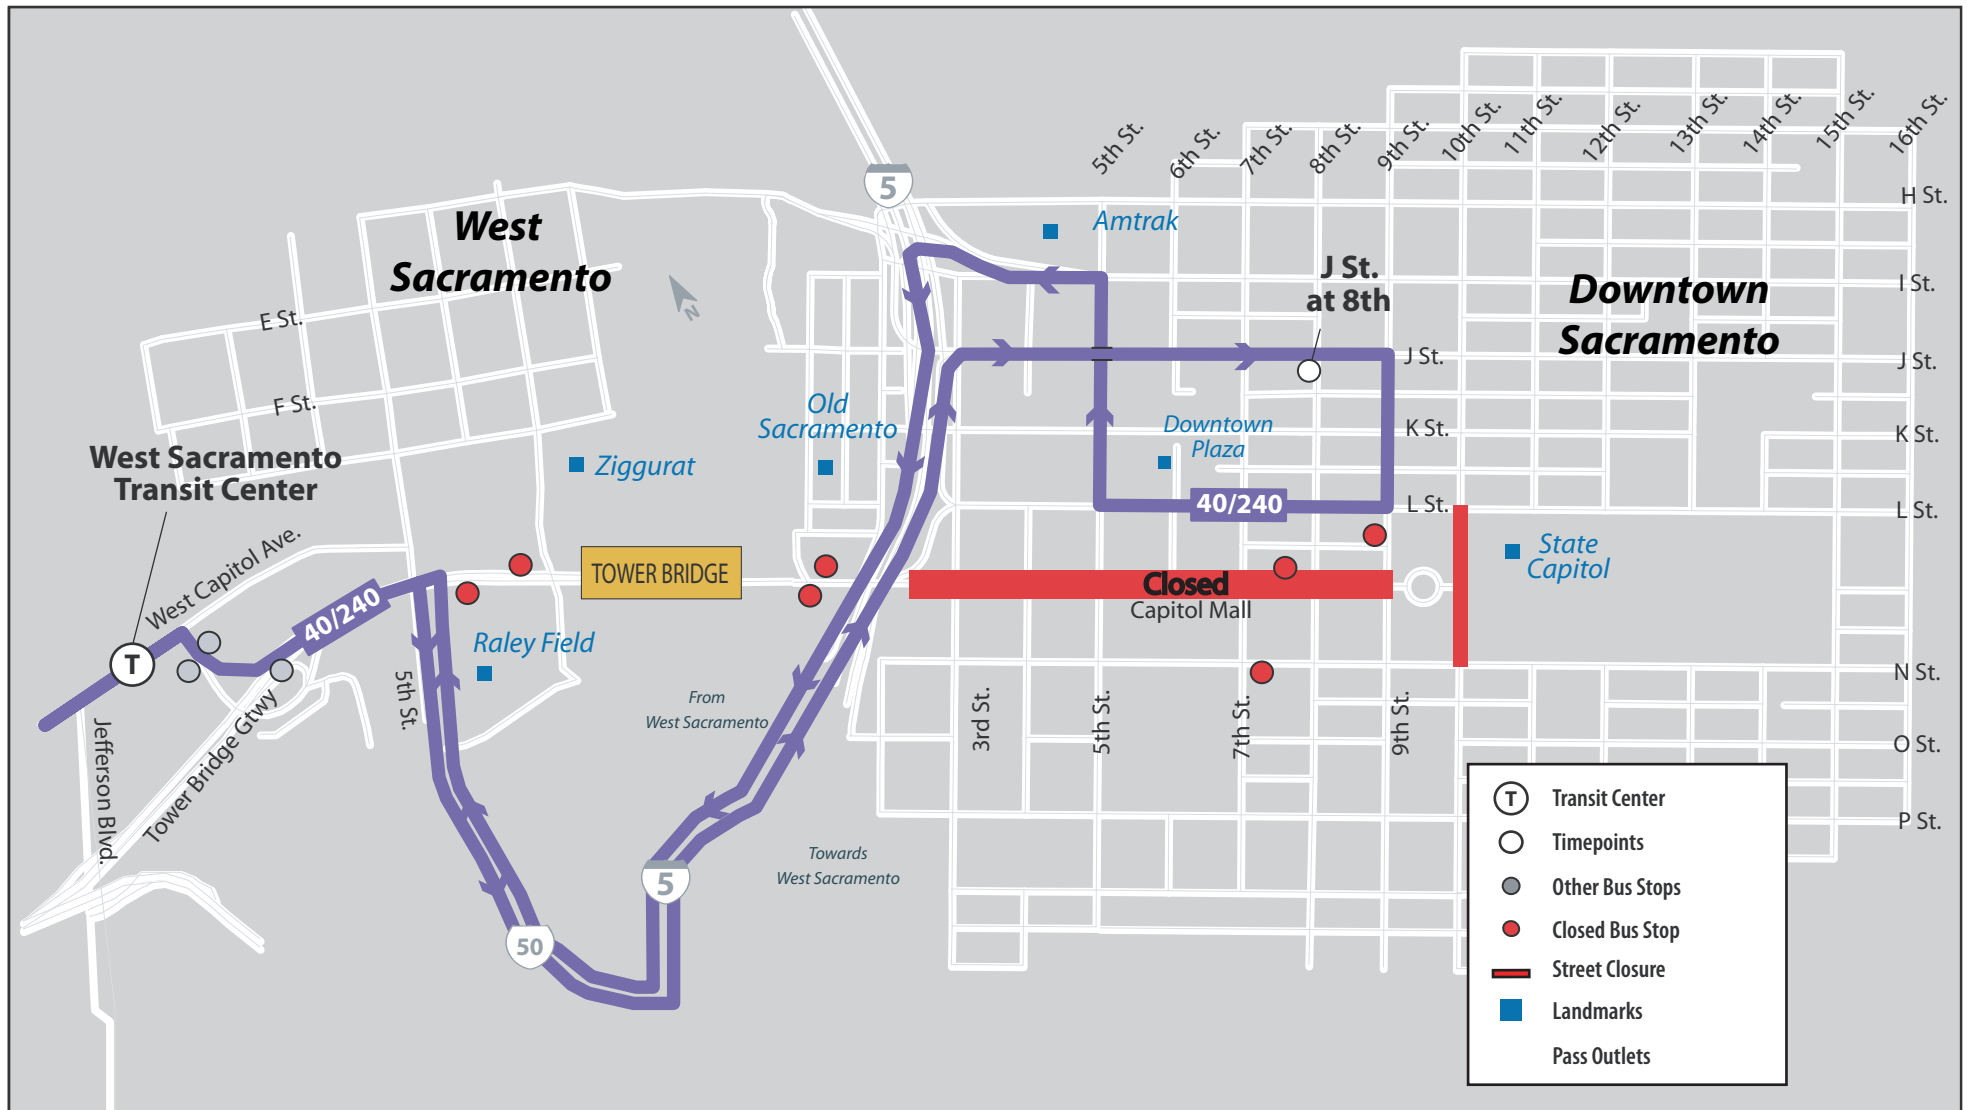 5th St.
6th St.
7th St.
8th St.
9th St.
10th St.
11th St.
12th St.
13th St.
14th St.
15th St.
16th St.
5
H St.
West
Sacramento
Amtrak
J St.
at 8th
Downtown
Sacramento
I St.
N
E St.
J St.
J St.
F St.
Old
Sacramento
Downtown
Plaza
K St.
K St.
West Sacramento
Transit Center
Ziggurat
40/240
L St.
L St.
West Capitol Ave.
TOWER BRIDGE
Closed
Capitol Mall
State
Capitol
40/240
T
Raley Field
5th St.
From
West Sacramento
N St.
Jefferson Blvd.
Tower Bridge Gtwy
3rd St.
5th St.
7th St.
9th St.
O St.
P St.
Towards
West Sacramento
5
50
T
Transit Center
Timepoints
Other Bus Stops
Closed Bus Stop
Street Closure
Landmarks
Pass Outlets